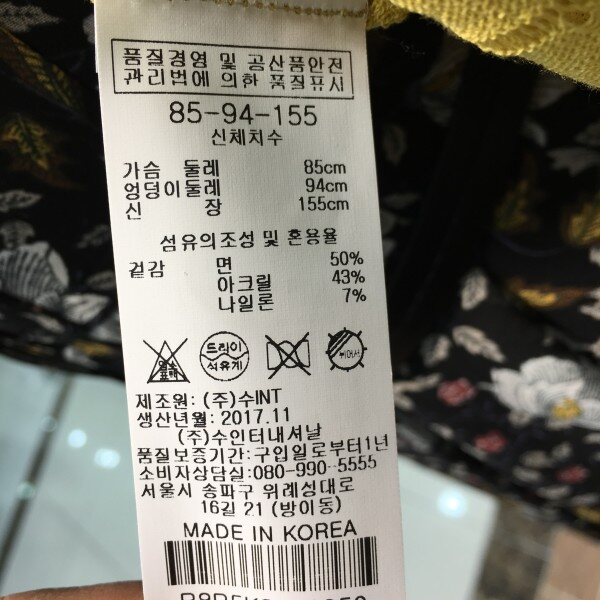 품질경영 및 공산품안전
관리법에 의한 품질표시
85-94-155
신체치수
가슴 둘레 85cm
엉덩이둘레 94cm
신 장 155cm
섬유의조성 및 혼용율
겉감 면 50%
아크릴 43%
나일론 7%
드라이
석유계
제조원: (주)수INT
생산년월: 2017.11
(주)수인터내셔날
품질보증기간: 구입일로부터1년
소비자상담실: 080-990-5555
서울시 송파구 위례성대로
16길 21 (방이동)
MADE IN KOREA